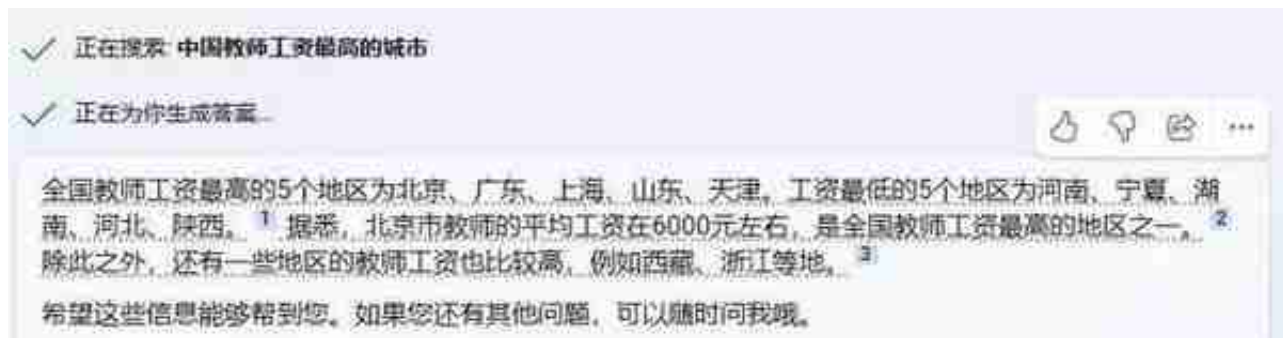 正在搜索: 中国教师工资最高的城市
正在为你生成答案...
全国教师工资最高的5个地区为北京、广东、上海、山东、天津，工资最低的5个地区为河南、宁夏、湖
南、河北、陕西。 1 据悉，北京市教师的平均工资在6000元左右，是全国教师工资最高的地区之一。 2
除此之外，还有一些地区的教师工资也比较高，例如西藏、浙江等地。 3
希望这些信息能够帮到您。如果您还有其他问题，可以随时问我哦。